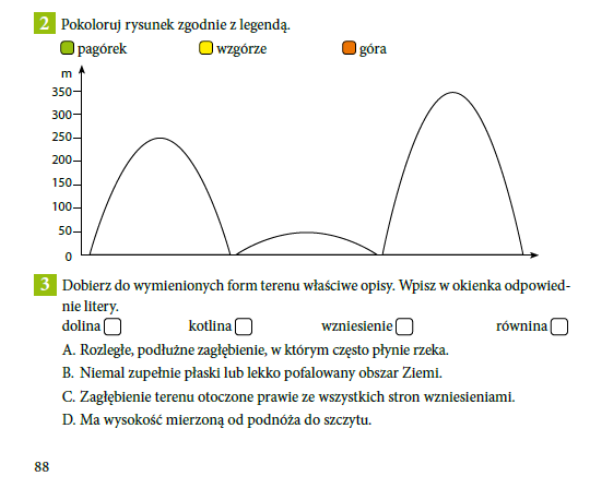 2 Pokoloruj rysunek zgodnie z legendą.
pagórek wzgórze góra
m
350
300
250
200
150
100
50
0
3 Dobierz do wymienionych form terenu właściwe opisy. Wpisz w okienka odpowied-
nie litery.
dolina kotlina wzniesienie równina
A. Rozległe, podłużne zagłębienie, w którym często płynie rzeka.
B. Niemal zupełnie płaski lub lekko pofalowany obszar Ziemi.
C. Zagłębienie terenu otoczone prawie ze wszystkich stron wzniesieniami.
D. Ma wysokość mierzoną od podnóża do szczytu.
88